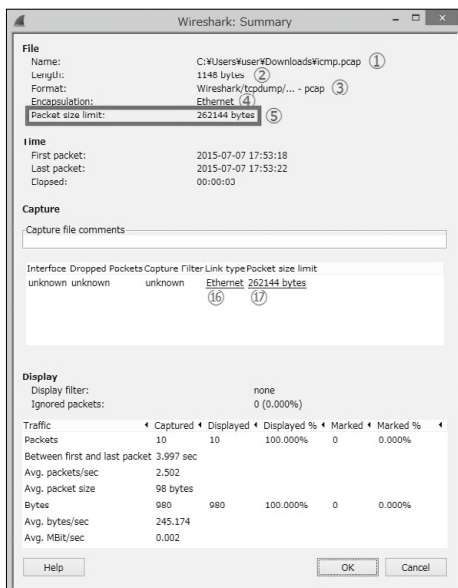 Wireshark: Summary
File
Name: C:¥Users¥user¥Downloads¥icmp.pcap ①
Length: 1148 bytes ②
Format: Wireshark/tcpdump/... - pcap ③
Encapsulation: Ethernet ④
Packet size limit: 262144 bytes ⑤
Time
First packet: 2015-07-07 17:53:18
Last packet: 2015-07-07 17:53:22
Elapsed: 00:00:03
Capture
Capture file comments
Interface Dropped Packets Capture Filter Link type Packet size limit
unknown unknown unknown Ethernet 262144 bytes
⑯ ⑰
Display
Display filter: none
Ignored packets: 0 (0.000%)
Traffic Captured Displayed Displayed % Marked Marked %
Packets 10 10 100.000% 0 0.000%
Between first and last packet 3.997 sec
Avg. packets/sec 2.502
Avg. packet size 98 bytes
Bytes 980 980 100.000% 0 0.000%
Avg. bytes/sec 245.174
Avg. MBit/sec 0.002
Help OK Cancel